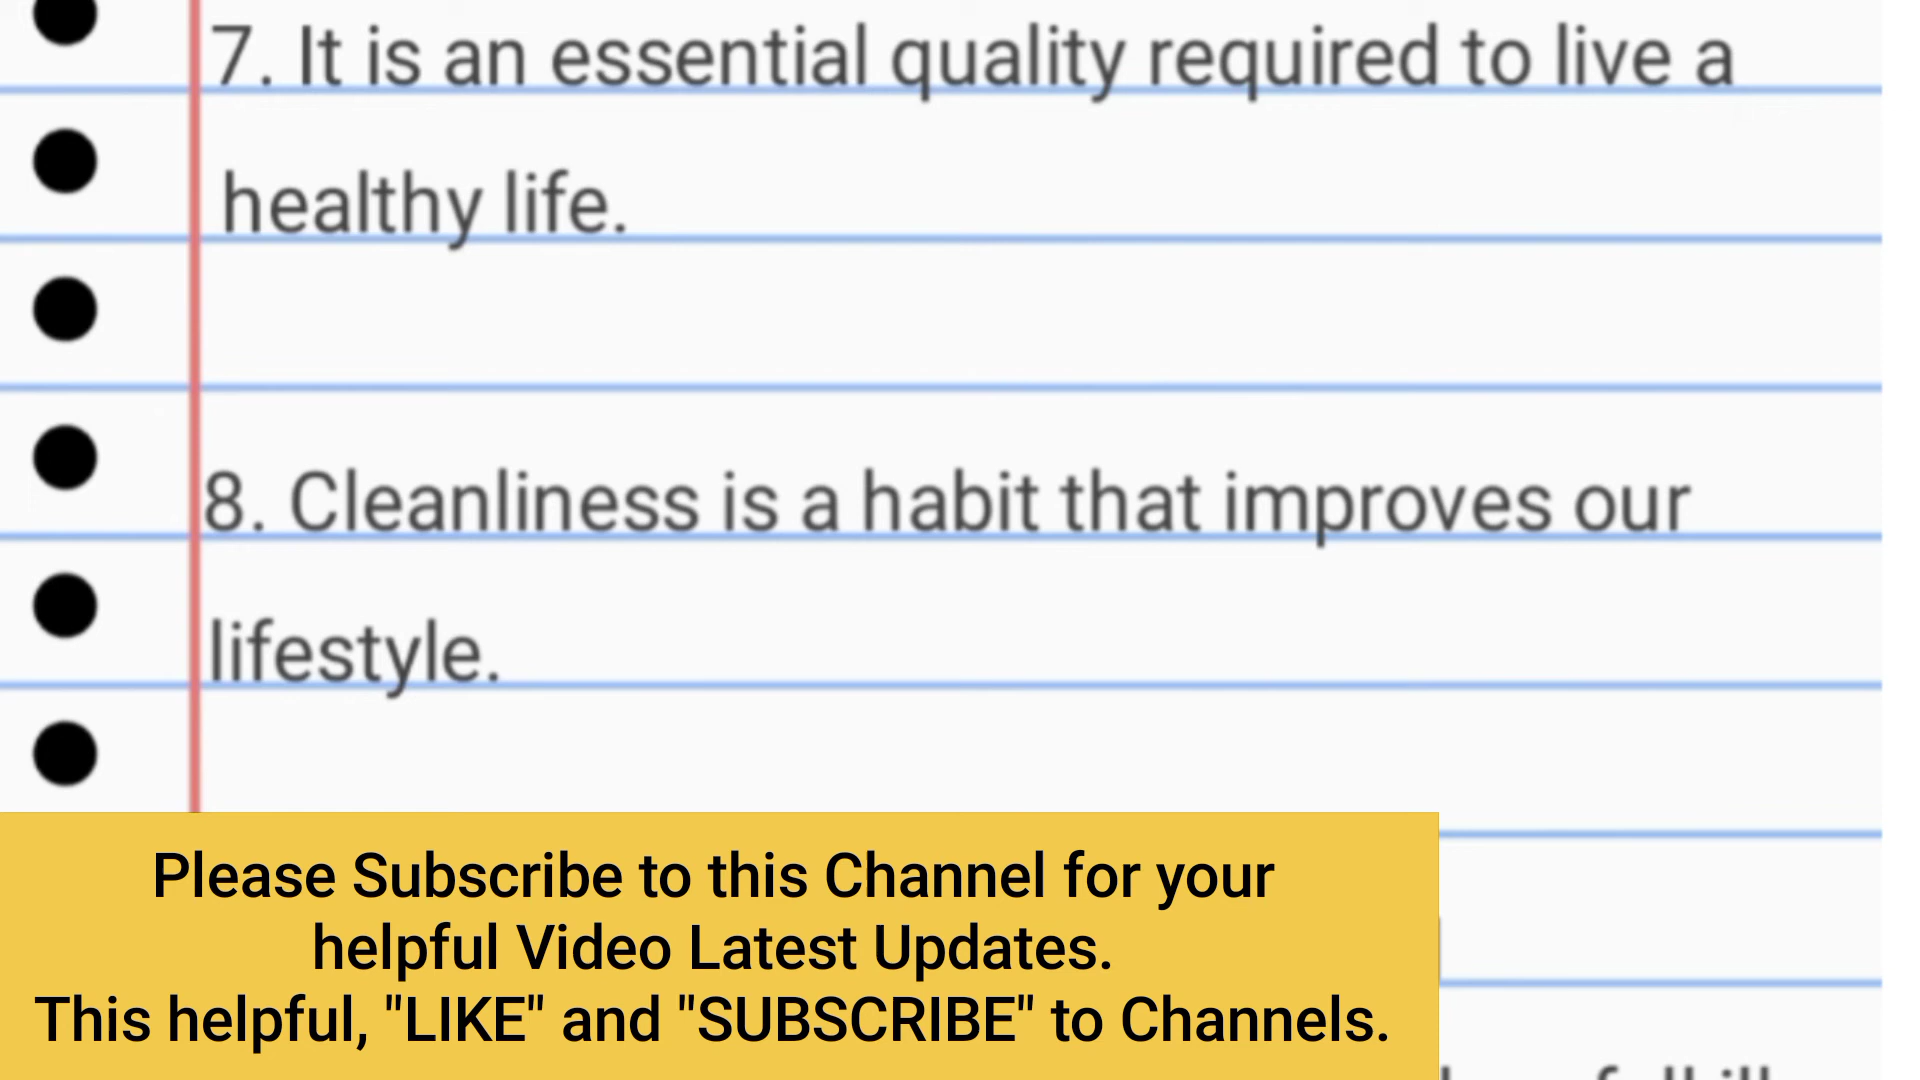 7. It is an essential quality required to live a
healthy life.
8. Cleanliness is a habit that improves our
lifestyle.
Please Subscribe to this Channel for your
helpful Video Latest Updates.
This helpful, "LIKE" and "SUBSCRIBE" to Channels.